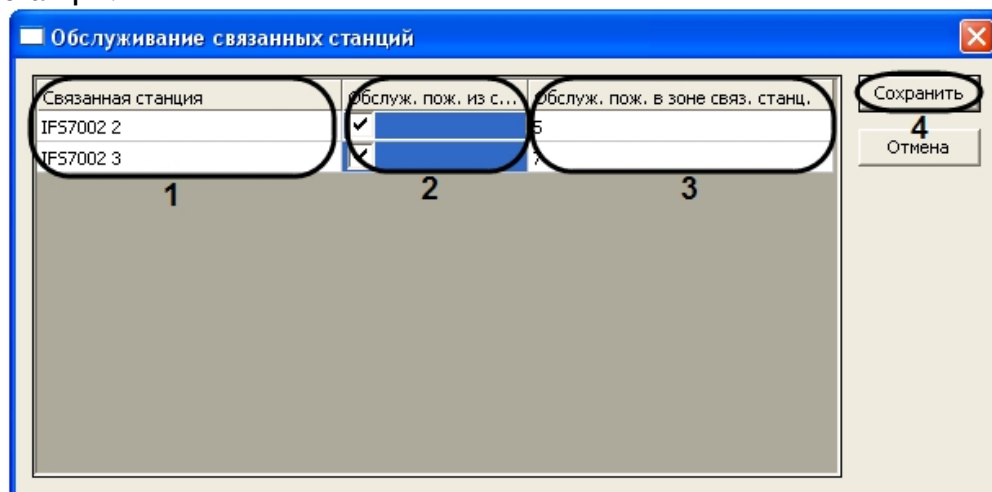 Обслуживание связанных станций
Связанная станция Обслуж. пож. из с... Обслуж. пож. в зоне связ. станц.
IFS7002 2 5
IFS7002 3 7
1 2 3
Сохранить
4
Отмена